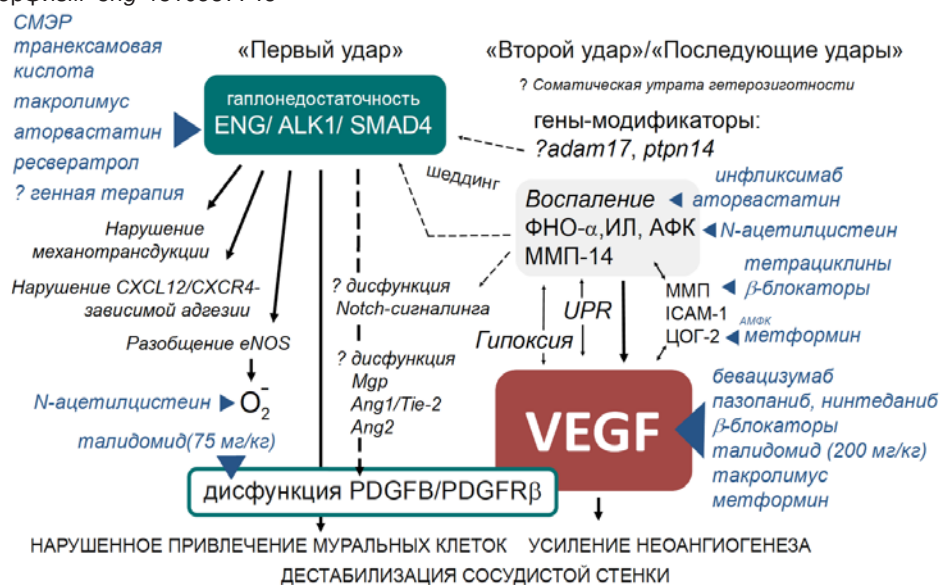 СМЭР
транексамовая
кислота
такролимус
аторвастатин
ресвератрол
? генная терапия
«Первый удар»
гаплонедостаточность
ENG/ ALK1/ SMAD4
«Второй удар»/«Последующие удары»
? Соматическая утрата гетерозиготности
гены-модификаторы:
?adam17, ptpn14
шеддинг
Воспаление
ФНО-α,ИЛ, АФК
ММП-14
инфликсимаб
аторвастатин
N-ацетилцистеин
тетрациклины
β-блокаторы
ММП
ICAM-1
ЦОГ-2
АМФК
метформин
Нарушение
механотрансдукции
Нарушение CXCL12/CXCR4-
зависимой адгезии
Разобщение eNOS
O2-
N-ацетилцистеин
талидомид(75 мг/кг)
? дисфункция
Notch-сигналинга
? дисфункция
Mgp
Ang1/Tie-2
Ang2
Гипоксия
UPR
VEGF
бевацизумаб
пазопаниб, нинтеданиб
β-блокаторы
талидомид (200 мг/кг)
такролимус
метформин
дисфункция PDGFB/PDGFRβ
НАРУШЕННОЕ ПРИВЛЕЧЕНИЕ МУРАЛЬНЫХ КЛЕТОК
УСИЛЕНИЕ НЕОАНГИОГЕНЕЗА
ДЕСТАБИЛИЗАЦИЯ СОСУДИСТОЙ СТЕНКИ